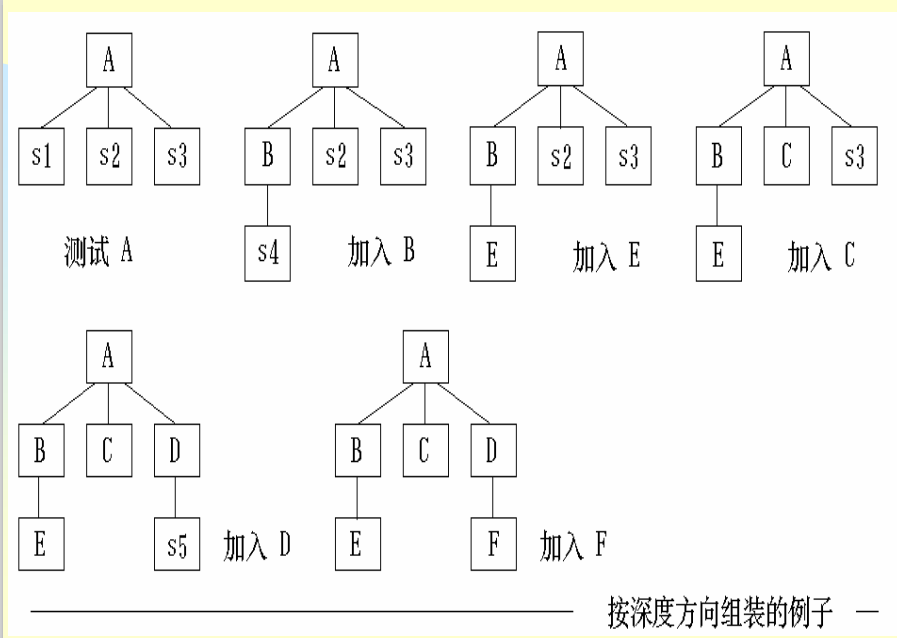 A A A A
s1 s2 s3 B s2 s3 B s2 s3 B C s3
测试 A s4 加入 B E 加入 E E 加入 C
A A
B C D B C D
E s5 加入 D E F 加入 F
按深度方向组装的例子